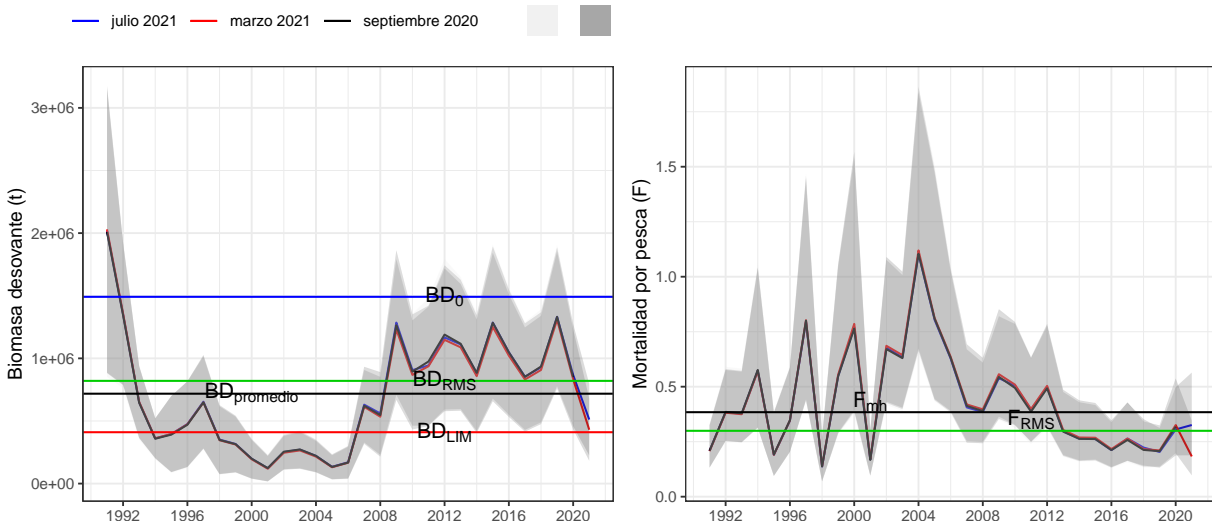 julio 2021 marzo 2021 septiembre 2020
Biomasa desovante (t)
3e+06
2e+06
1e+06
0e+00
BD0
BDRMS
BDpromedio
BDLIM
1992 1996 2000 2004 2008 2012 2016 2020
Mortalidad por pesca (F)
1.5
1.0
0.5
0.0
Fmh
FRMS
1992 1996 2000 2004 2008 2012 2016 2020